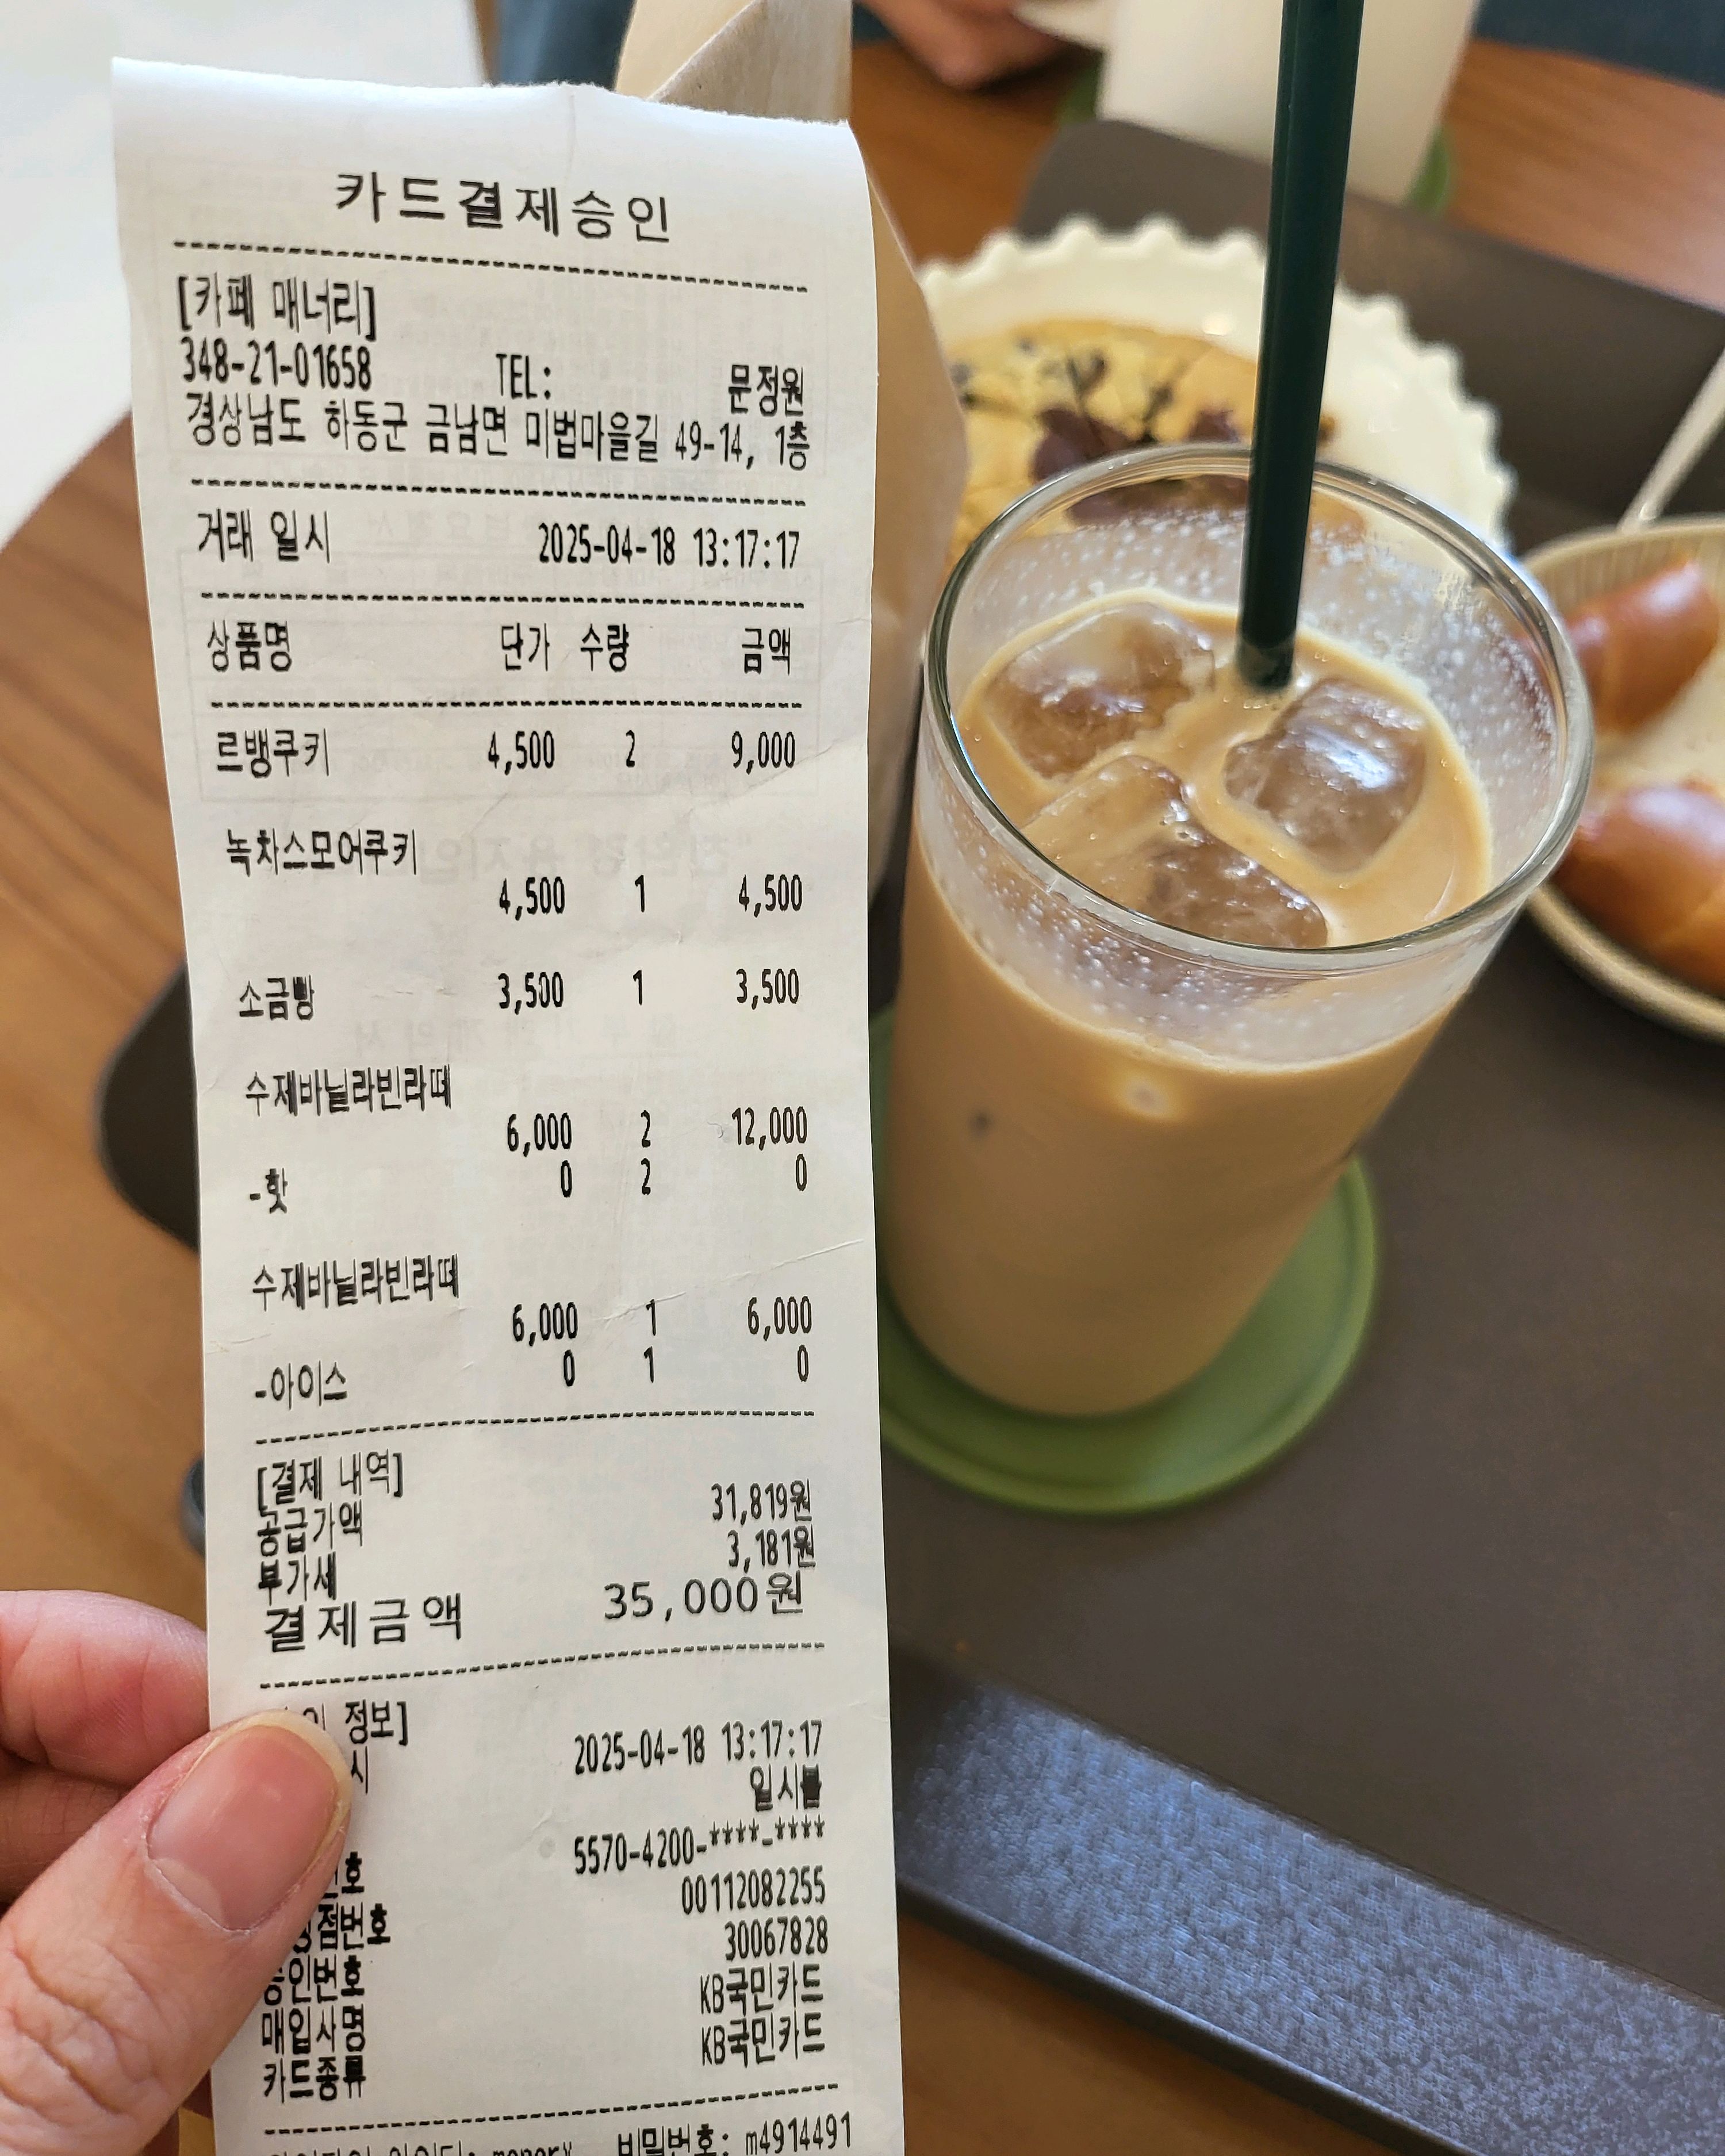 카드결제승인
[카페 매너리]
348-21-01658 TEL: 문정원
경상남도 하동군 금남면 미법마을길 49-14, 1층
거래 일시 2025-04-18 13:17:17
상품명 단가 수량 금액
르뱅쿠키 4,500 2 9,000
녹차스모어쿠키
4,500 1 4,500
소금빵 3,500 1 3,500
수제바닐라빈라떼
6,000 2 12,000
-핫 0 2 0
수제바닐라빈라떼
6,000 1 6,000
-아이스 0 1 0
[결제 내역]
공급가액 31,819원
부가세 3,181원
결제금액 35,000원
정보]
2025-04-18 13:17:17
일시불
5570-4200-****-****
00112082255
승인번호 30067828
매입사명 KB국민카드
카드종류 KB국민카드
비밀번호: m4914491